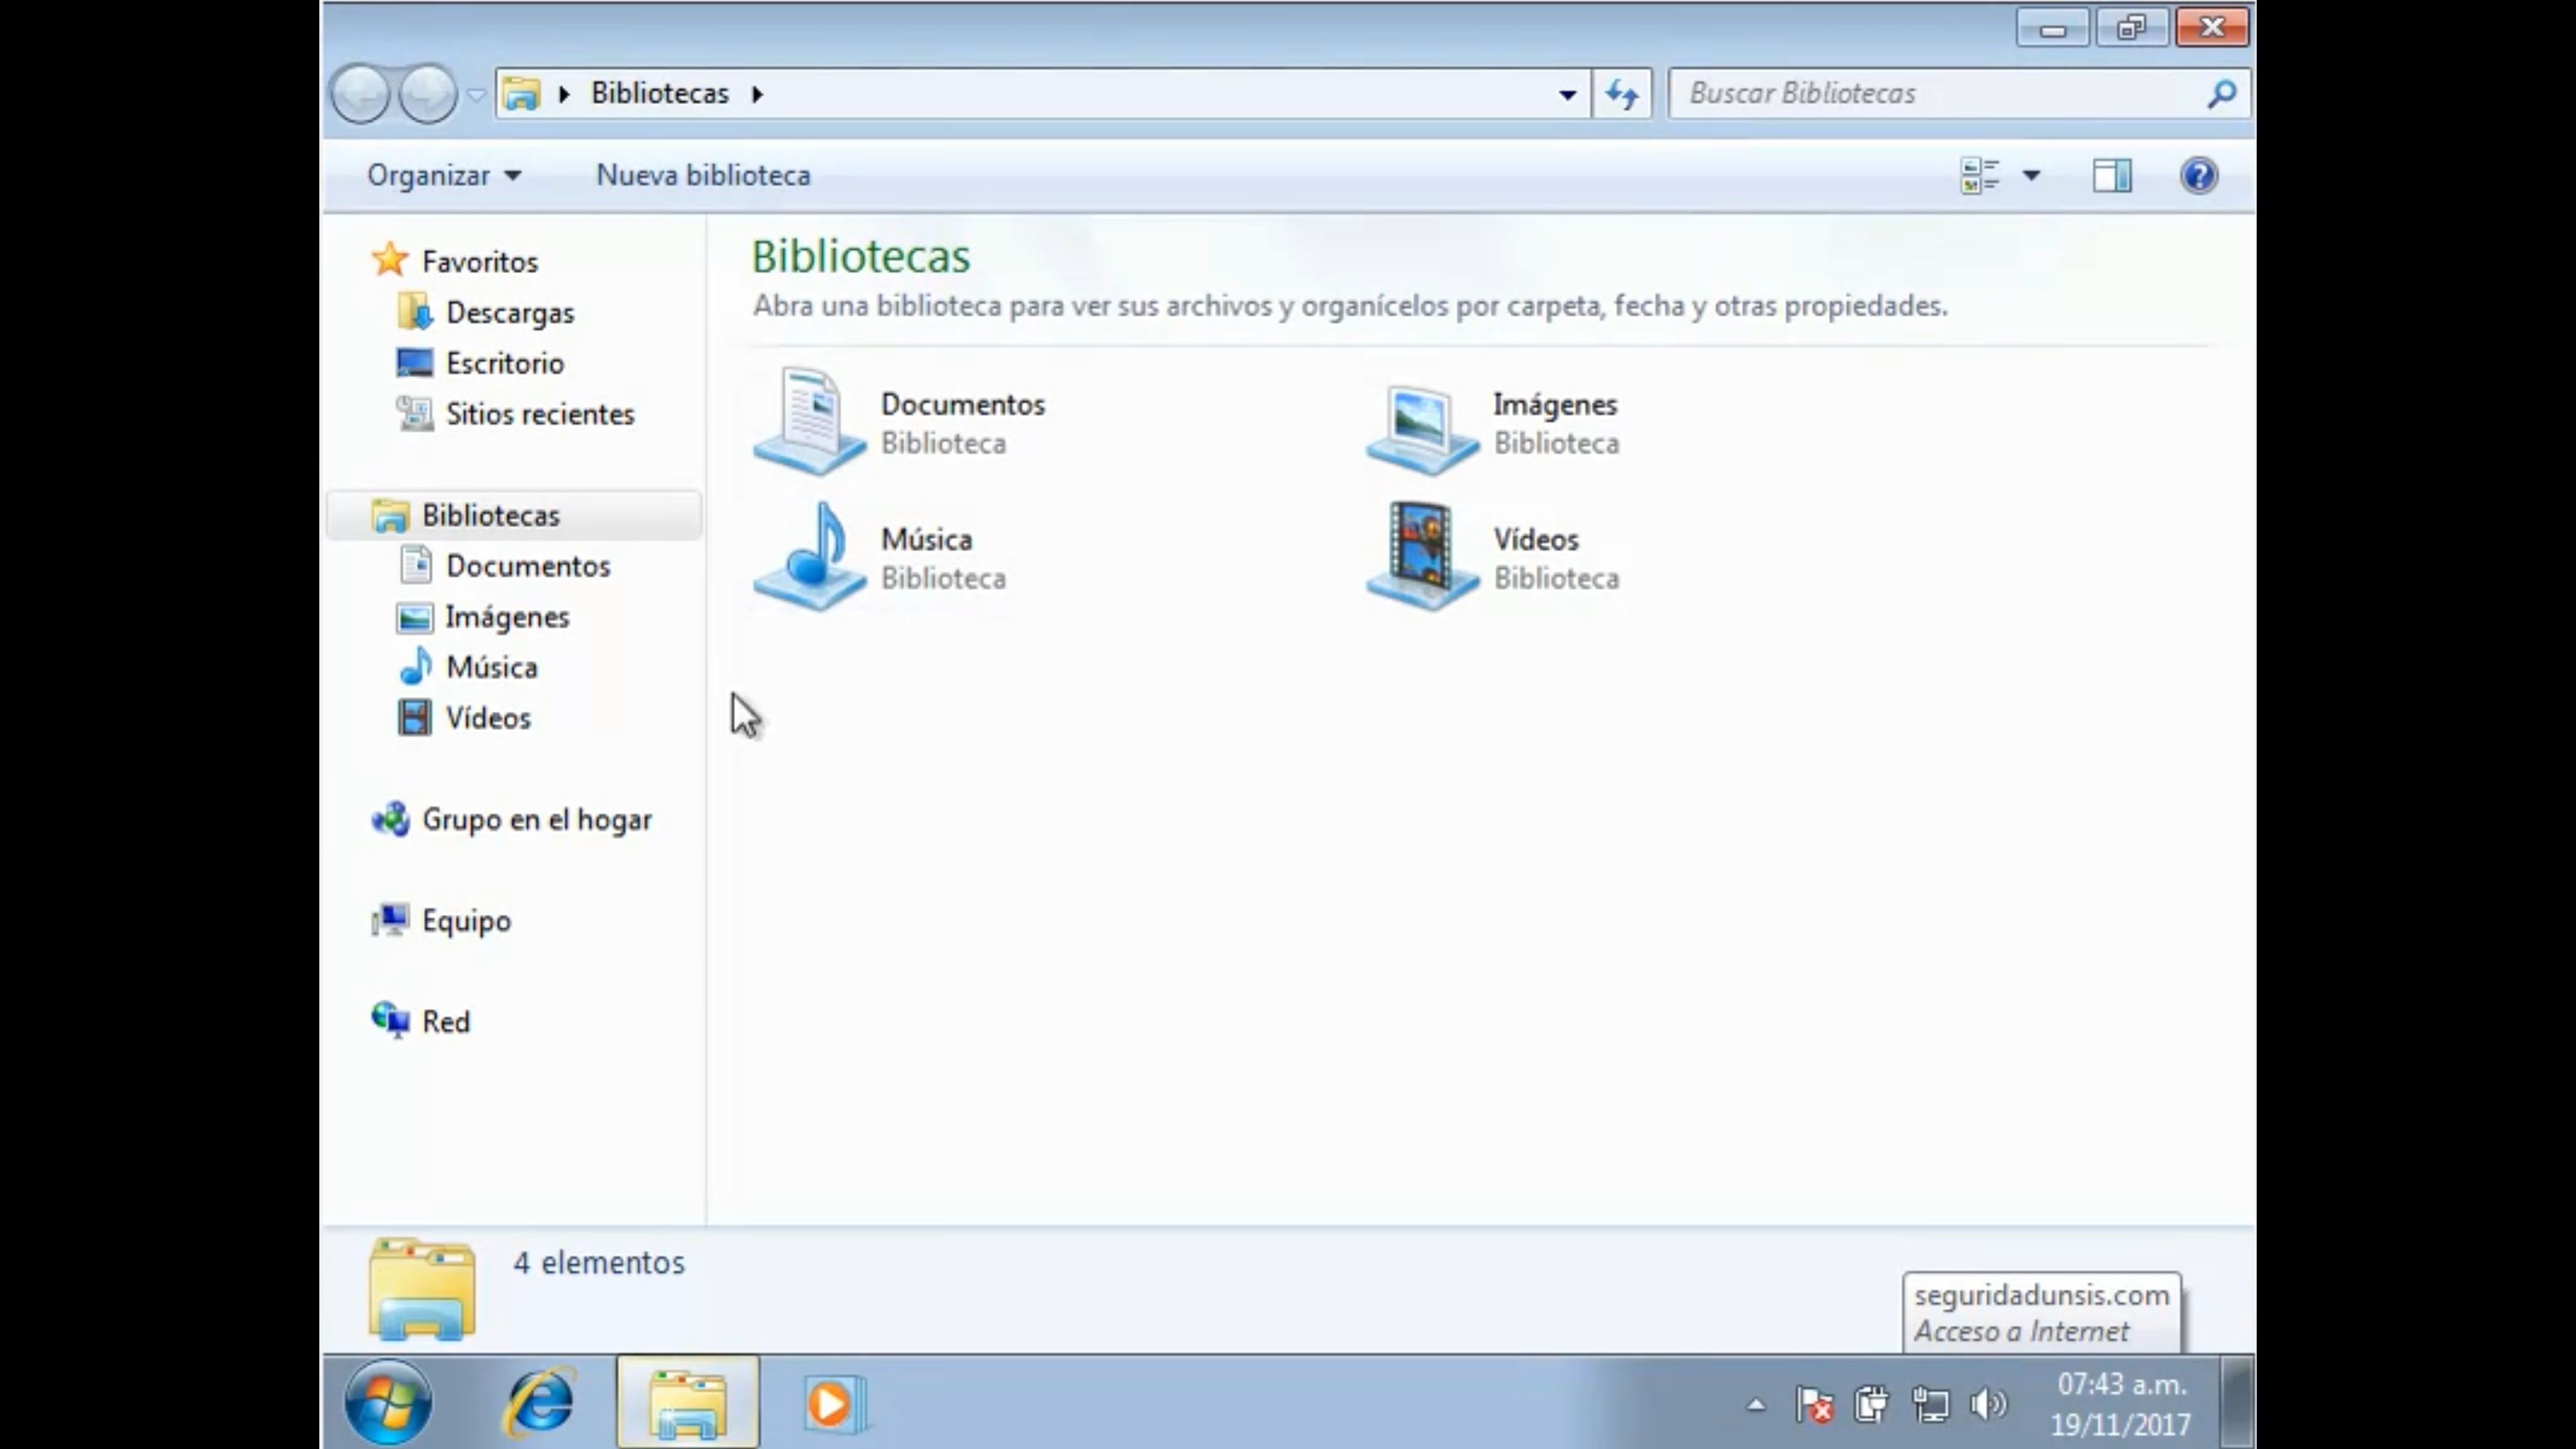 Bibliotecas
Buscar Bibliotecas
Organizar
Nueva biblioteca
Favoritos
Descargas
Escritorio
Sitios recientes
Bibliotecas
Documentos
Imágenes
Música
Vídeos
Grupo en el hogar
Equipo
Red
Bibliotecas
Abra una biblioteca para ver sus archivos y organícelos por carpeta, fecha y otras propiedades.
Documentos
Biblioteca
Imágenes
Biblioteca
Música
Biblioteca
Vídeos
Biblioteca
4 elementos
seguridadunsis.com
Acceso a Internet
07:43 a.m.
19/11/2017